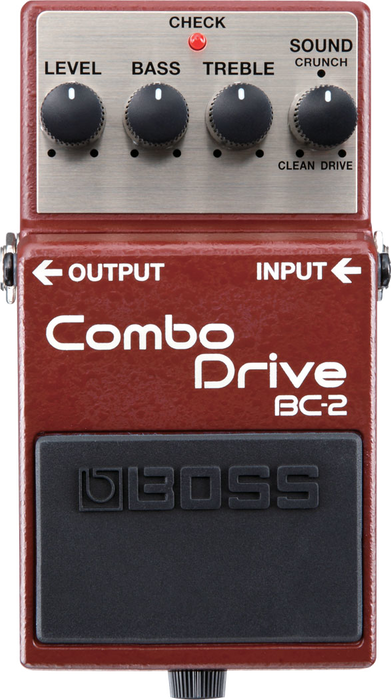 CHECK
SOUND
LEVEL BASS TREBLE CRUNCH
CLEAN DRIVE
← OUTPUT INPUT ←
Combo
Drive
BC-2
BOSS